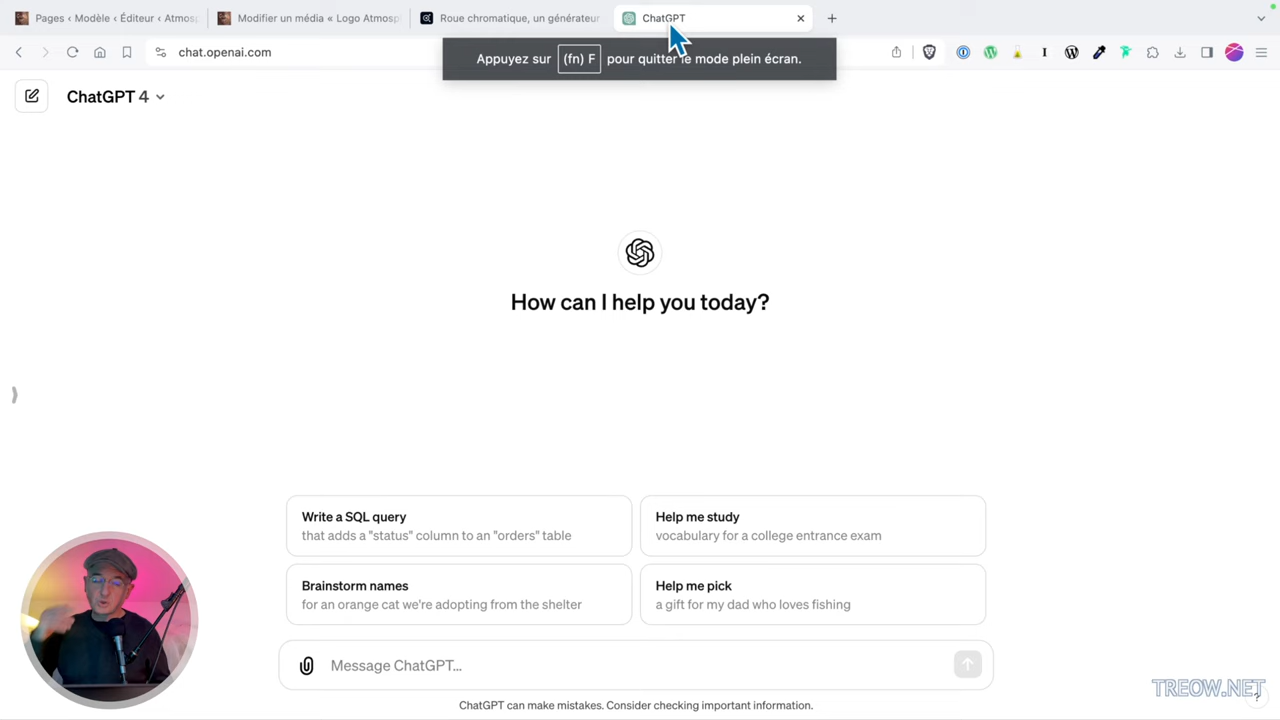 Pages ‹ Modèle ‹ Éditeur ‹ Atmosp
Modifier un média « Logo Atmosp
Roue chromatique, un générateur
ChatGPT
chat.openai.com
Appuyez sur (fn) F pour quitter le mode plein écran.
ChatGPT 4
How can I help you today?
Write a SQL query
that adds a "status" column to an "orders" table
Help me study
vocabulary for a college entrance exam
Brainstorm names
for an orange cat we're adopting from the shelter
Help me pick
a gift for my dad who loves fishing
Message ChatGPT...
TREOW.NET
ChatGPT can make mistakes. Consider checking important information.
?